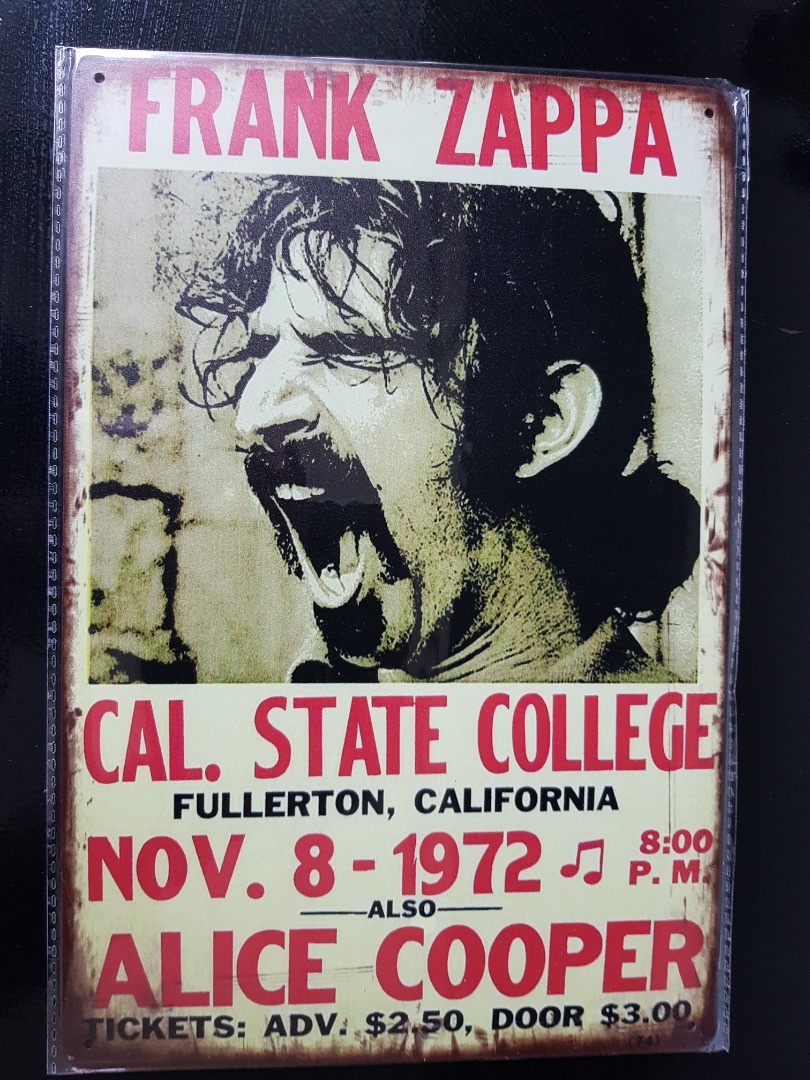 FRANK ZAPPA
CAL. STATE COLLEGE
FULLERTON, CALIFORNIA
NOV. 8 - 1972 ♫ 8:00 P. M.
ALSO
ALICE COOPER
TICKETS: ADV. $2.50, DOOR $3.00
(74)